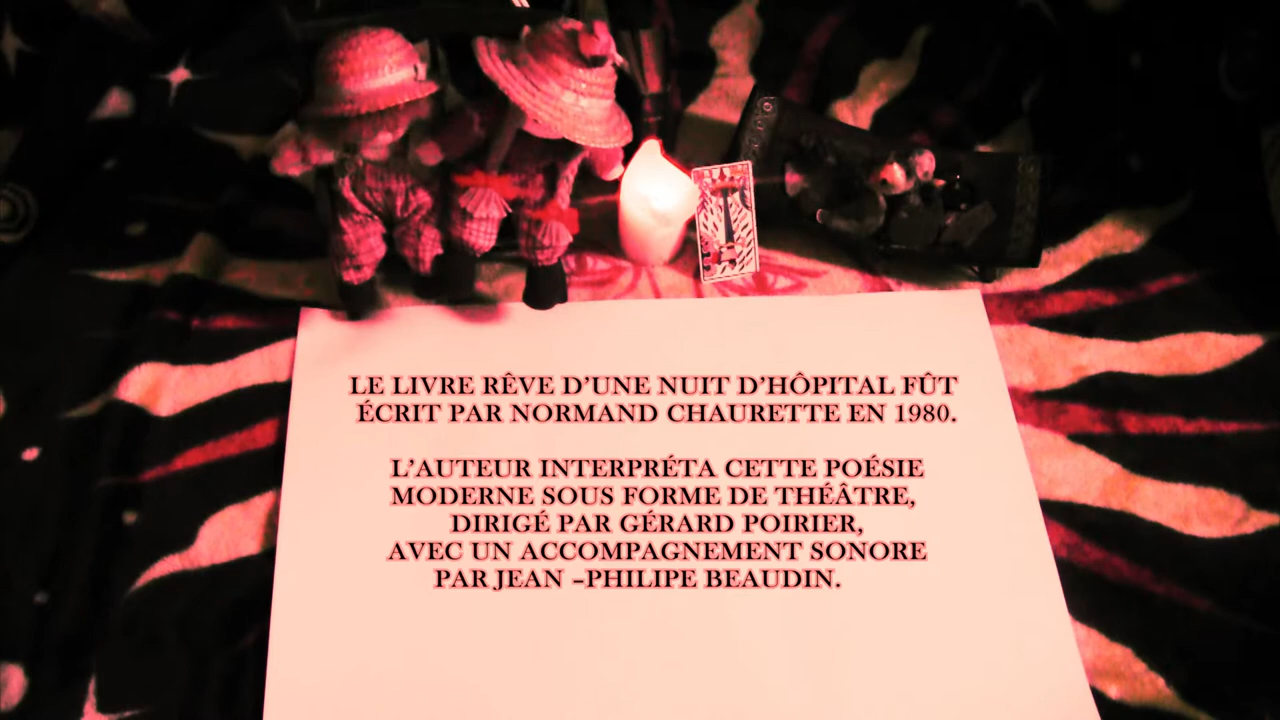 LE LIVRE RÊVE D'UNE NUIT D'HÔPITAL FÛT
ÉCRIT PAR NORMAND CHAURETTE EN 1980.
L'AUTEUR INTERPRÉTA CETTE POÉSIE
MODERNE SOUS FORME DE THÉÂTRE,
DIRIGÉ PAR GÉRARD POIRIER,
AVEC UN ACCOMPAGNEMENT SONORE
PAR JEAN –PHILIPE BEAUDIN.